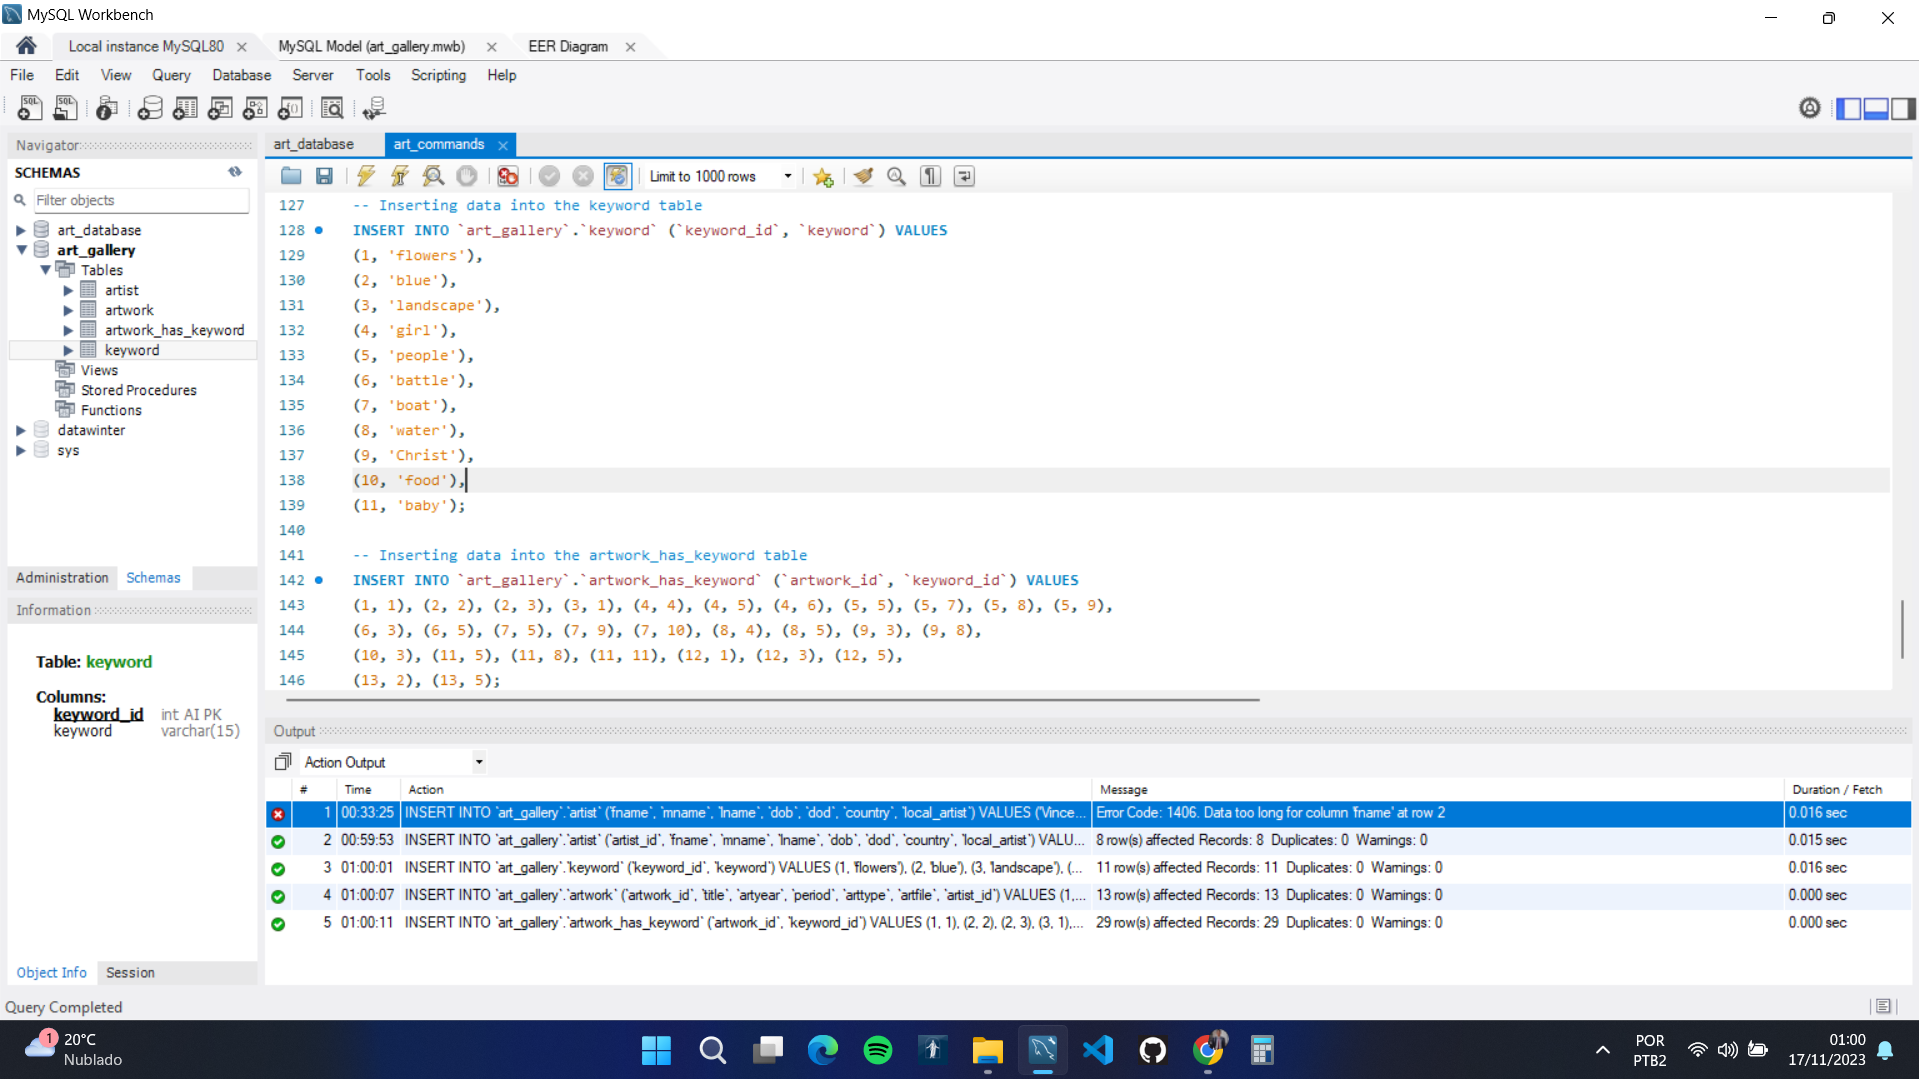 MySQL Workbench
Local instance MySQL80
MySQL Model (art_gallery.mwb)
EER Diagram
File Edit View Query Database Server Tools Scripting Help
Navigator
SCHEMAS
Filter objects
art_database
art_gallery
Tables
artist
artwork
artwork_has_keyword
keyword
Views
Stored Procedures
Functions
datawinter
sys
Administration Schemas
Information
Table: keyword
Columns:
keyword_id int AI PK
keyword varchar(15)
Object Info Session
art_database art_commands
Limit to 1000 rows
127 -- Inserting data into the keyword table
128 INSERT INTO `art_gallery`.`keyword` (`keyword_id`, `keyword`) VALUES
129 (1, 'flowers'),
130 (2, 'blue'),
131 (3, 'landscape'),
132 (4, 'girl'),
133 (5, 'people'),
134 (6, 'battle'),
135 (7, 'boat'),
136 (8, 'water'),
137 (9, 'Christ'),
138 (10, 'food'),
139 (11, 'baby');
140
141 -- Inserting data into the artwork_has_keyword table
142 INSERT INTO `art_gallery`.`artwork_has_keyword` (`artwork_id`, `keyword_id`) VALUES
143 (1, 1), (2, 2), (2, 3), (3, 1), (4, 4), (4, 5), (4, 6), (5, 5), (5, 7), (5, 8), (5, 9),
144 (6, 3), (6, 5), (7, 5), (7, 9), (7, 10), (8, 4), (8, 5), (9, 3), (9, 8),
145 (10, 3), (11, 5), (11, 8), (11, 11), (12, 1), (12, 3), (12, 5),
146 (13, 2), (13, 5);
Output
Action Output
# Time Action Message Duration / Fetch
1 00:33:25 INSERT INTO `art_gallery`.`artist` (`fname`, `mname`, `lname`, `dob`, `dod`, `country`, `local_artist`) VALUES ('Vince... Error Code: 1406. Data too long for column 'fname' at row 2 0.016 sec
2 00:59:53 INSERT INTO `art_gallery`.`artist` (`artist_id`, `fname`, `mname`, `lname`, `dob`, `dod`, `country`, `local_artist`) VALU... 8 row(s) affected Records: 8 Duplicates: 0 Warnings: 0 0.015 sec
3 01:00:01 INSERT INTO `art_gallery`.`keyword` (`keyword_id`, `keyword`) VALUES (1, 'flowers'), (2, 'blue'), (3, 'landscape'), (... 11 row(s) affected Records: 11 Duplicates: 0 Warnings: 0 0.016 sec
4 01:00:07 INSERT INTO `art_gallery`.`artwork` (`artwork_id`, `title`, `artyear`, `period`, `arttype`, `artfile`, `artist_id`) VALUES (1,... 13 row(s) affected Records: 13 Duplicates: 0 Warnings: 0 0.000 sec
5 01:00:11 INSERT INTO `art_gallery`.`artwork_has_keyword` (`artwork_id`, `keyword_id`) VALUES (1, 1), (2, 2), (2, 3), (3, 1),... 29 row(s) affected Records: 29 Duplicates: 0 Warnings: 0 0.000 sec
Query Completed
1
20°C
Nublado
POR
PTB2
01:00
17/11/2023